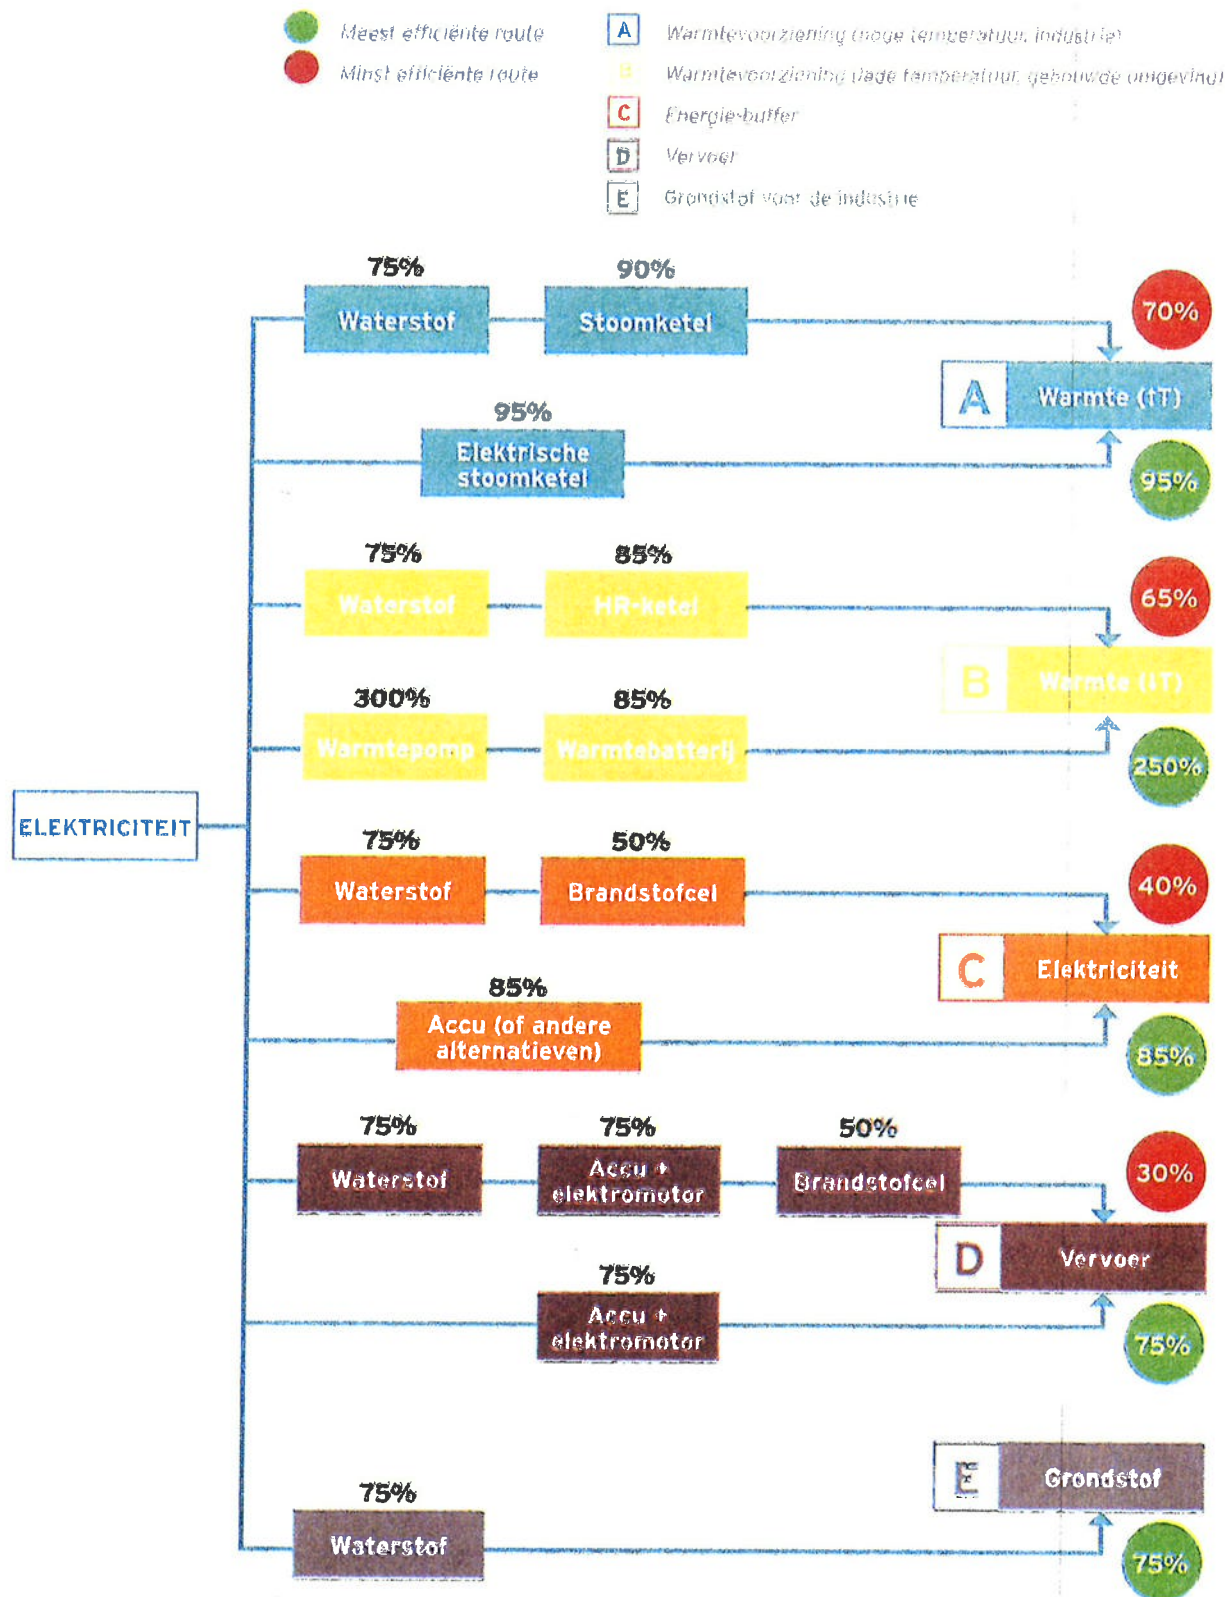 Meest efficiënte route
Minst efficiënte route
A Warmtevoorziening (hoge temperatuur, industrie)
B Warmtevoorziening (lage temperatuur, gebouwde omgeving)
C Energie-buffer
D Vervoer
E Grondstof voor de industrie
75% 90%
Waterstof Stoomketel
70%
A Warmte (↑T)
95%
Elektrische
stoomketel
95%
75% 85%
Waterstof HR-ketel
65%
B Warmte (↓T)
300% 85%
Warmtepomp Warmtebatterij
250%
ELEKTRICITEIT
75% 50%
Waterstof Brandstofcel
40%
C Elektriciteit
85%
Accu (of andere
alternatieven)
85%
75% 75% 50%
Waterstof
Accu +
elektromotor
Brandstofcel
30%
D Vervoer
75%
Accu +
elektromotor
75%
E Grondstof
75%
Waterstof
75%